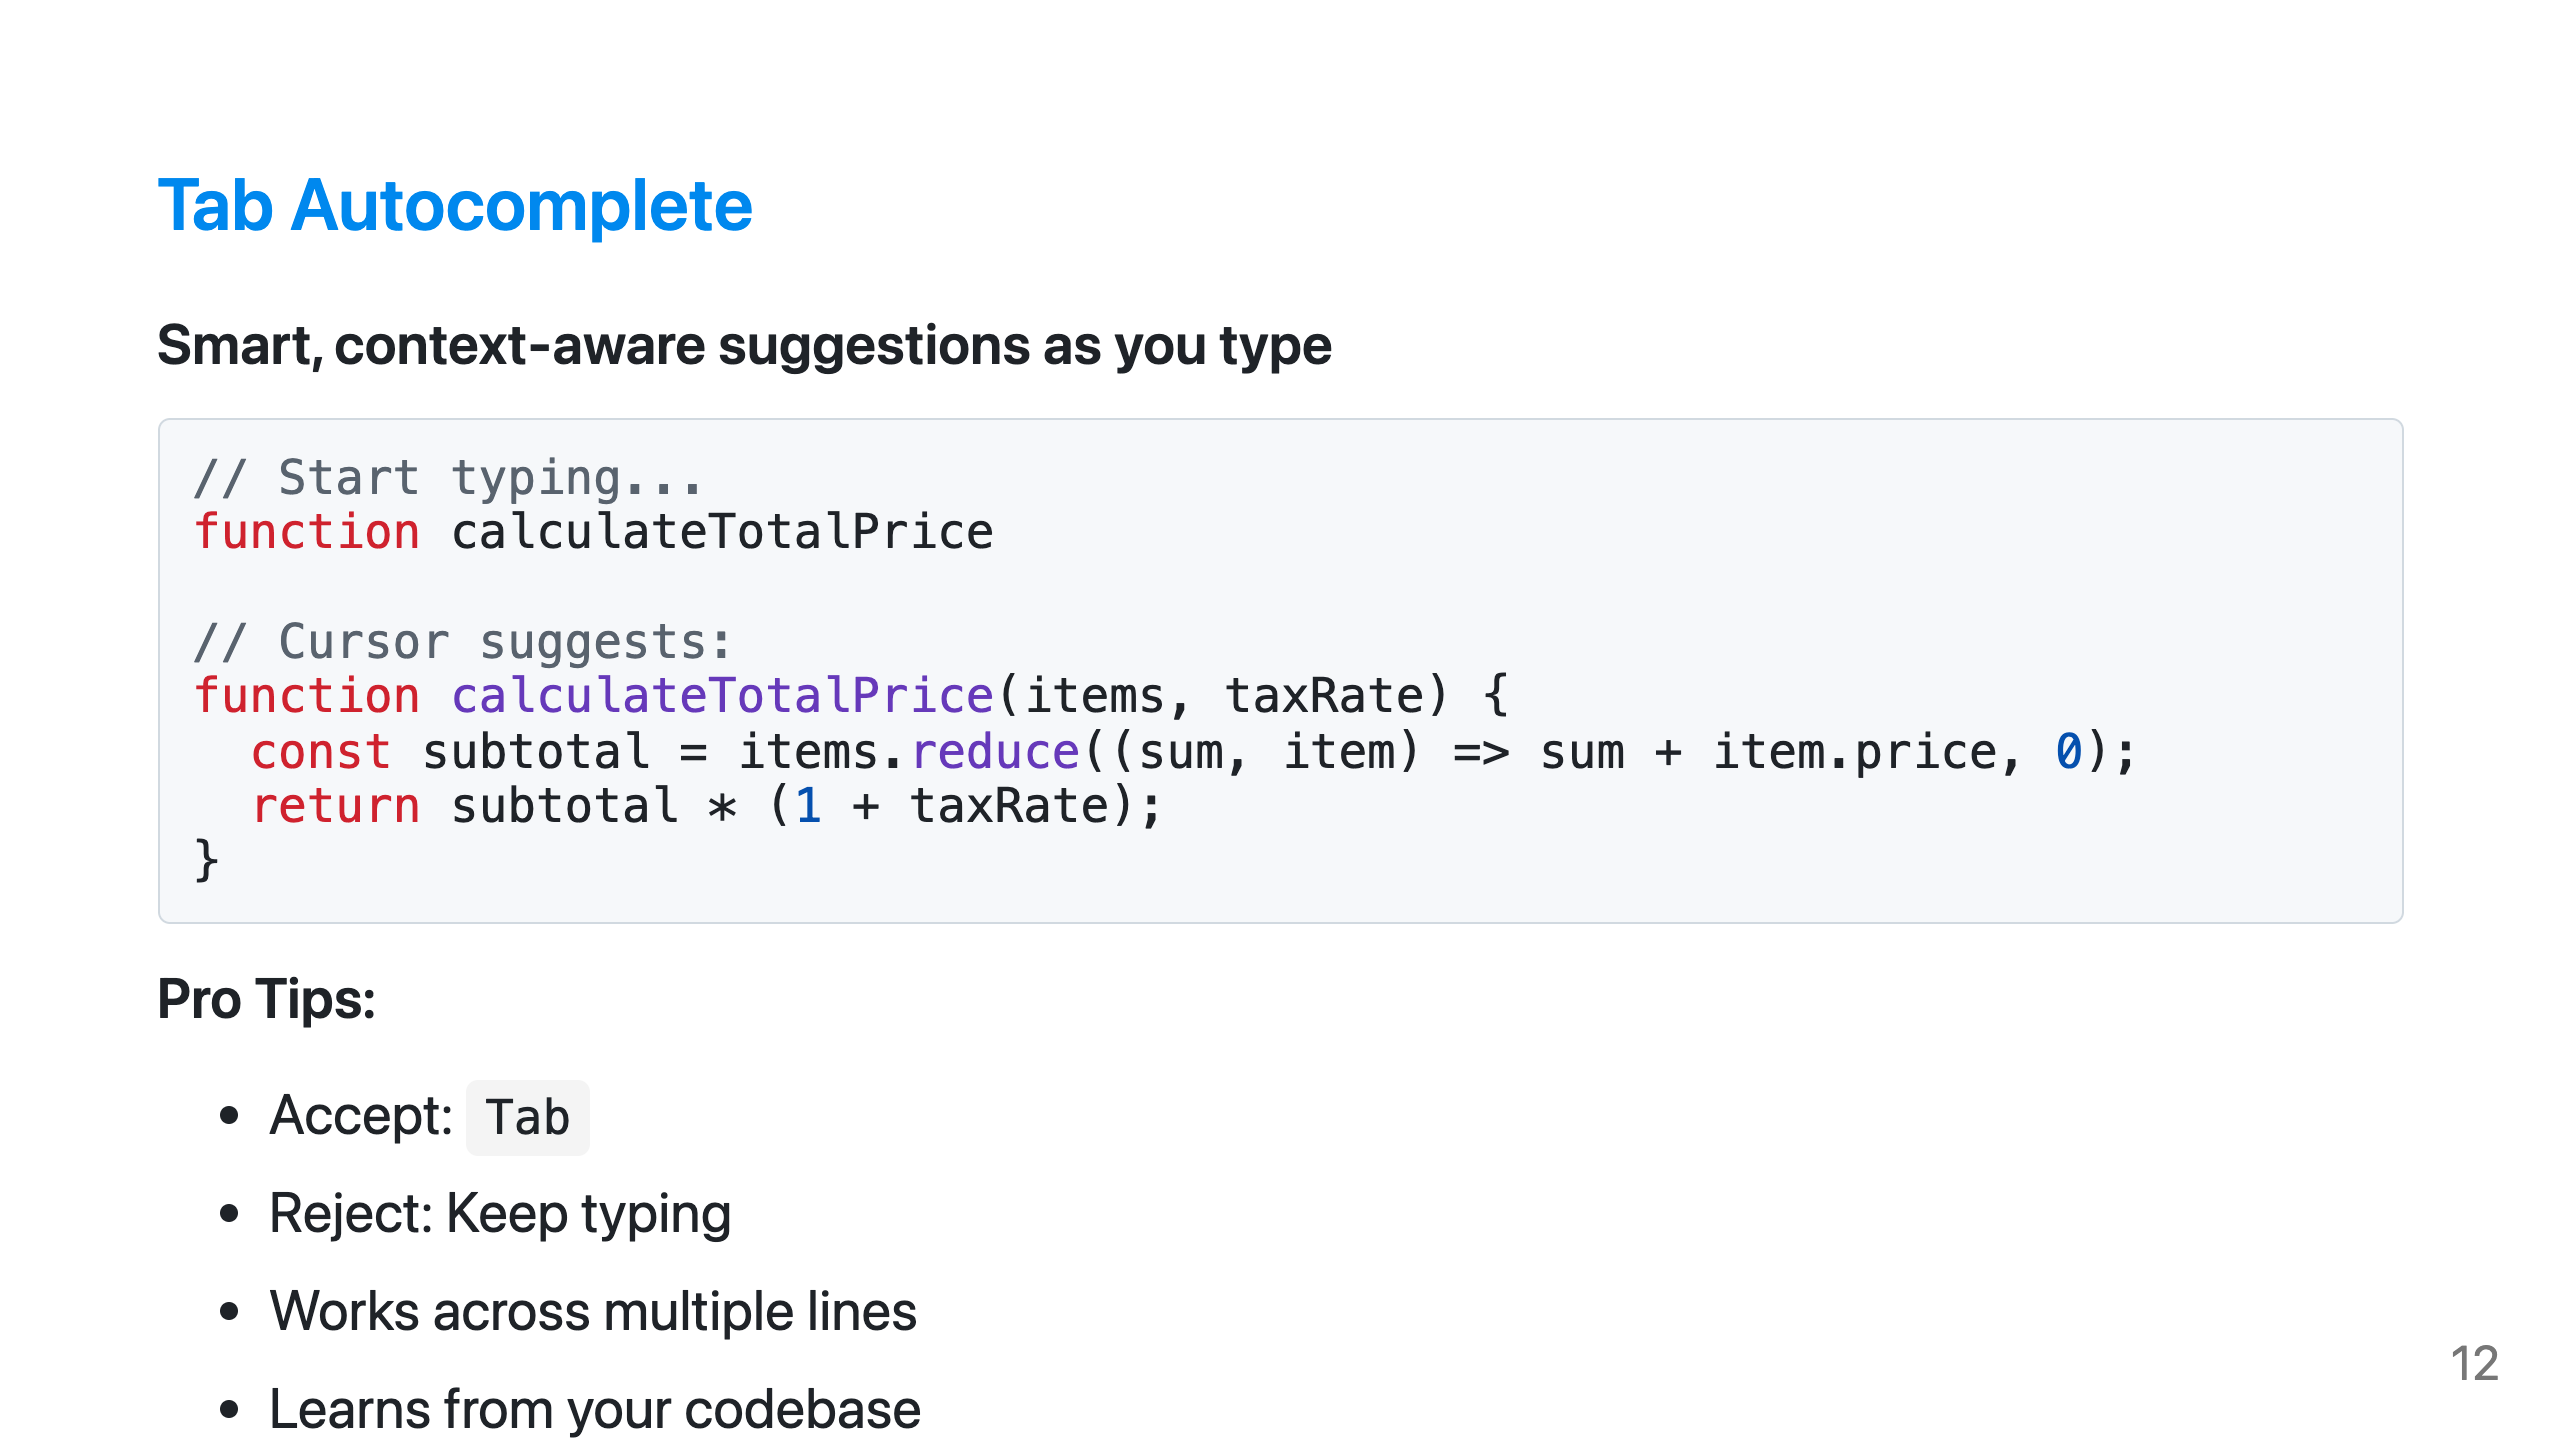 Tab Autocomplete
Smart, context-aware suggestions as you type
// Start typing...
function calculateTotalPrice

// Cursor suggests:
function calculateTotalPrice(items, taxRate) {
  const subtotal = items.reduce((sum, item) => sum + item.price, 0);
  return subtotal * (1 + taxRate);
}
Pro Tips:
• Accept: Tab
• Reject: Keep typing
• Works across multiple lines
• Learns from your codebase
12